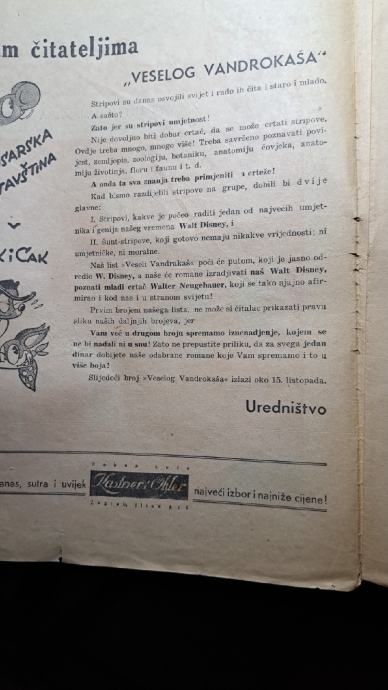 m čitateljima
„VESELOG VANDROKAŠA“
SARSKA
TAVŠTINA
KICAK
Stripovi su danas osvojili svijet i rado ih čita i staro i mlado.
A zašto?
Zato jer su stripovi umjetnost!
Nije dovoljno biti dobar crtač, da se može crtati stripove.
Ovdje treba mnogo, mnogo više! Treba savršeno poznavati povi-
jest, zemljopis, zoologiju, botaniku, anatomiju čovjeka, anato-
miju životinja, floru i faunu i t. d.
A onda ta sva znanja treba primjeniti u crteže!
Kad bismo razdijelili stripove na grupe, dobili bi dvije
glavne:
I. Stripovi, kakve je počeo raditi jedan od najvećih umjet-
nika i genija našeg vremena Walt Disney, i
II. šunt-stripove, koji gotovo nemaju nikakve vrijednosti; ni
umjetničke, ni moralne.
Naš list »Veseli Vandrokaš« poći će putom, koji je jasno od-
redio W. Disney, a naše će romane izradjivati naš Walt Disney,
poznati mladi crtač Walter Neugebauer, koji se tako sjajno afir-
mirao i kod nas i u stranom svijetu!
Prvim brojem našega lista, ne može si čitalac prikazati pravu
sliku naših daljnjih brojeva, jer
Vam već u drugom broju spremamo iznenadjenje, kojem se
ne bi nadali ni u snu! Zato ne prepustite priliku, da za svega jedan
dinar dobijete naše odabrane romane koje Vam spremamo i to u
više boja!
Slijedeći broj »Veselog Vandrokaša« izlazi oko 15. listopada.
Uredništvo
anas, sutra i uvijek
Kastner i Öhler
najveći izbor i najniže cijene!